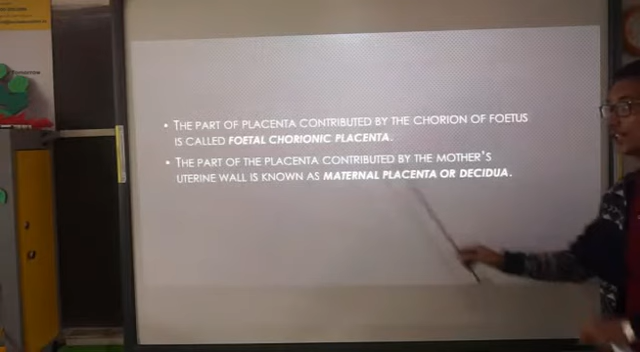 • THE PART OF PLACENTA CONTRIBUTED BY THE CHORION OF FOETUS
IS CALLED FOETAL CHORIONIC PLACENTA.
• THE PART OF THE PLACENTA CONTRIBUTED BY THE MOTHER'S
UTERINE WALL IS KNOWN AS MATERNAL PLACENTA OR DECIDUA.